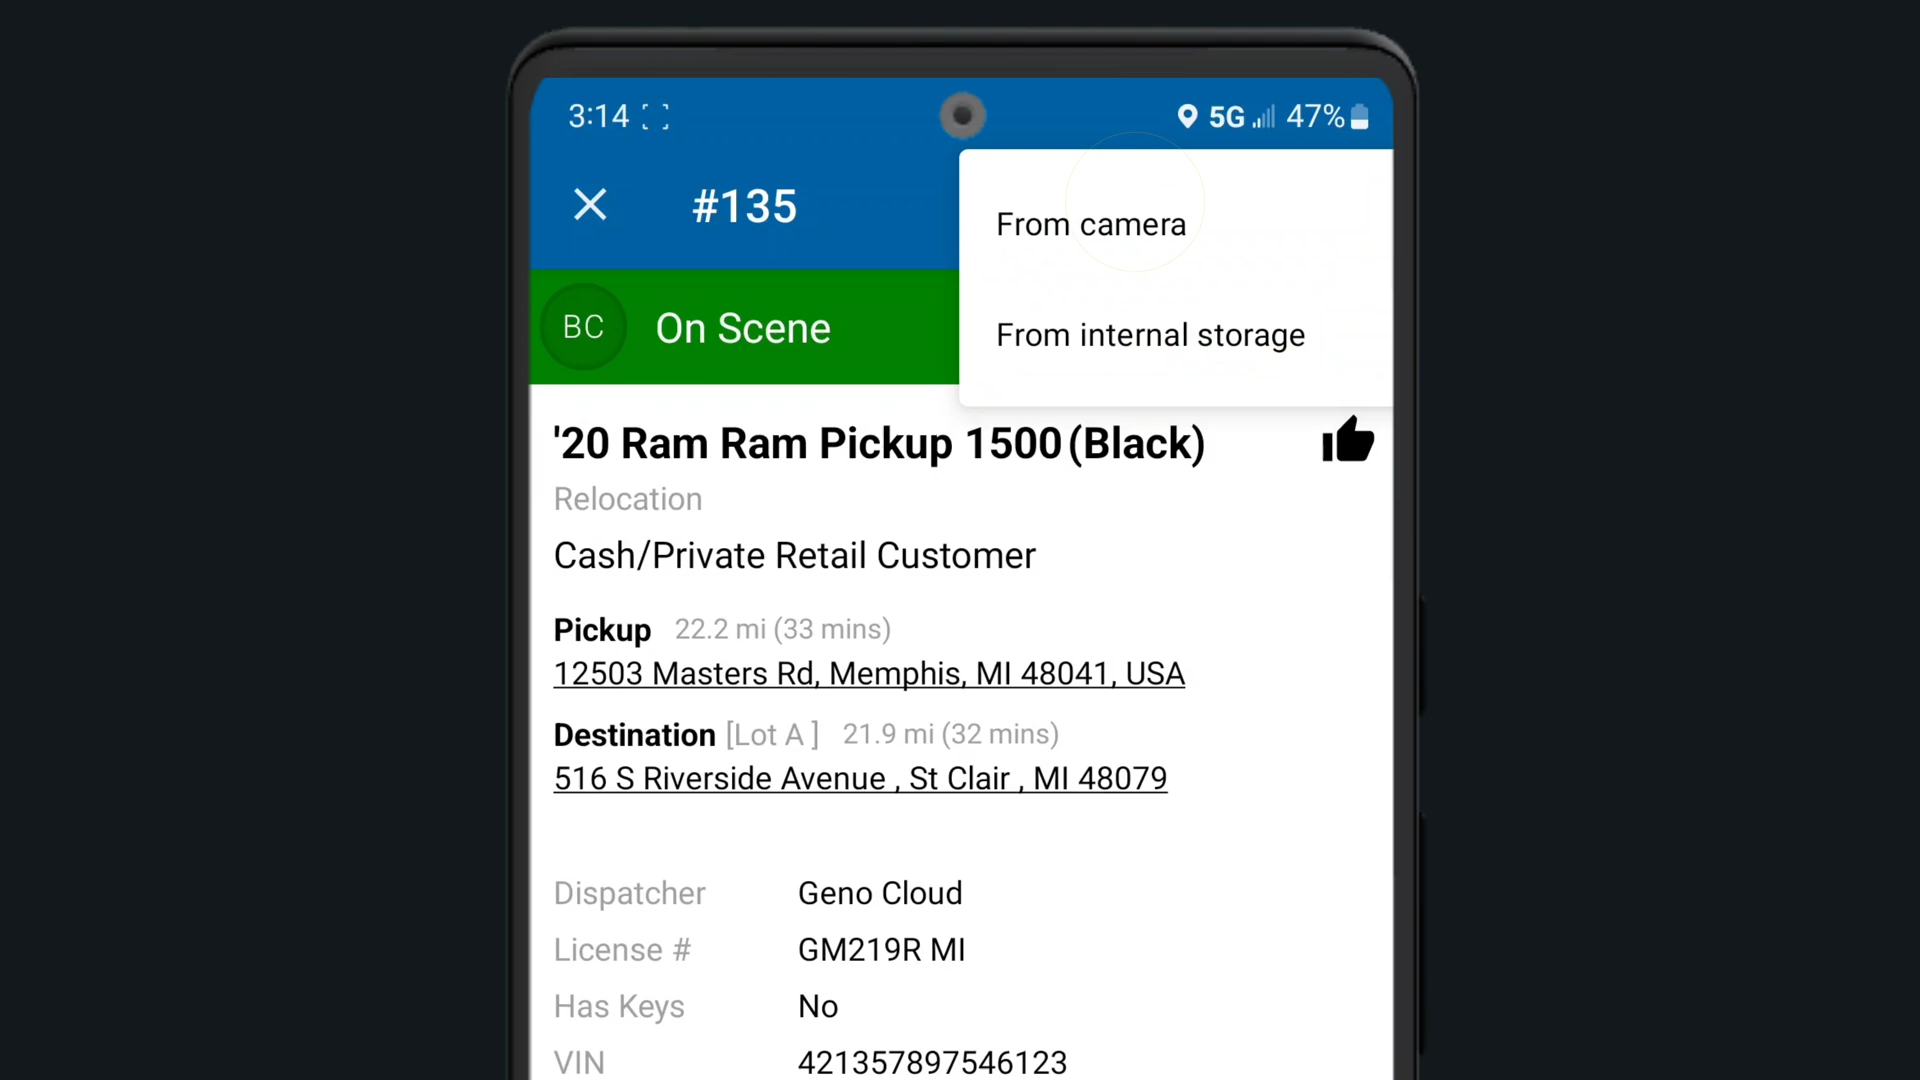 3:14
5G 47%
#135
From camera
From internal storage
BC On Scene
'20 Ram Ram Pickup 1500 (Black)
Relocation
Cash/Private Retail Customer
Pickup 22.2 mi (33 mins)
12503 Masters Rd, Memphis, MI 48041, USA
Destination [Lot A ] 21.9 mi (32 mins)
516 S Riverside Avenue , St Clair , MI 48079
Dispatcher Geno Cloud
License # GM219R MI
Has Keys No
VIN 421357897546123